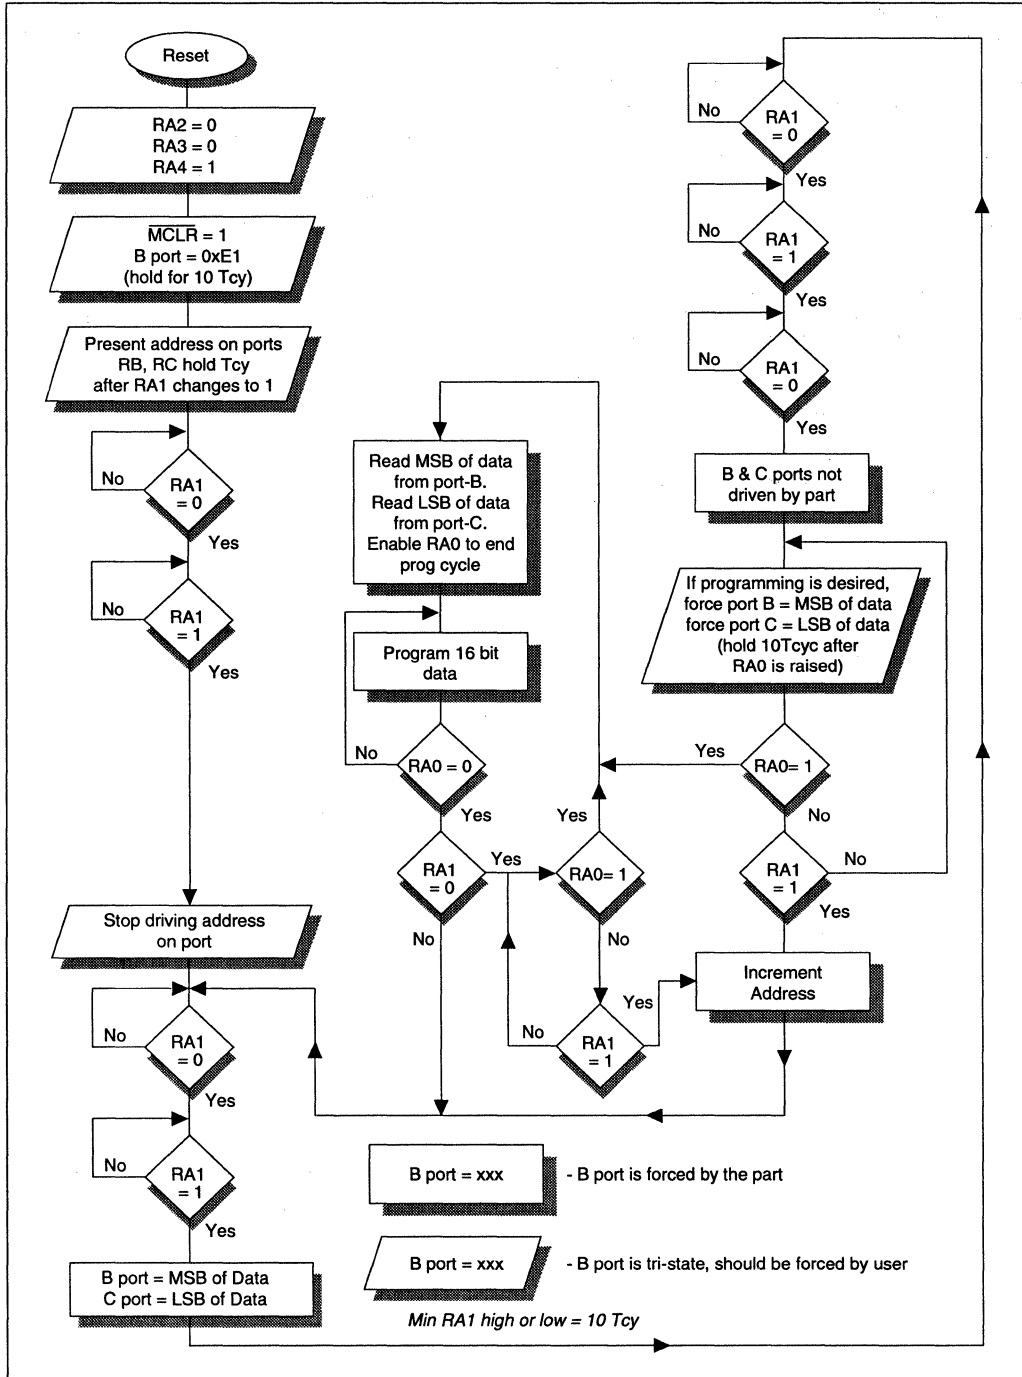 Reset
RA2 = 0
RA3 = 0
RA4 = 1
MCLR = 1
B port = 0xE1
(hold for 10 Tcy)
Present address on ports
RB, RC hold Tcy
after RA1 changes to 1
No
RA1
= 0
Yes
No
RA1
= 1
Yes
Stop driving address
on port
No
RA1
= 0
Yes
No
RA1
= 1
Yes
B port = MSB of Data
C port = LSB of Data
Read MSB of data
from port-B.
Read LSB of data
from port-C.
Enable RA0 to end
prog cycle
Program 16 bit
data
No
RA0 = 0
Yes
RA1
= 0
Yes
No
Yes
RA0= 1
No
No
RA1
= 1
Yes
No
RA1
= 0
Yes
No
RA1
= 1
Yes
No
RA1
= 0
Yes
B & C ports not
driven by part
If programming is desired,
force port B = MSB of data
force port C = LSB of data
(hold 10Tcyc after
RA0 is raised)
Yes
RA0= 1
No
RA1
= 1
No
Yes
Increment
Address
B port = xxx
- B port is forced by the part
B port = xxx
- B port is tri-state, should be forced by user
Min RA1 high or low = 10 Tcy